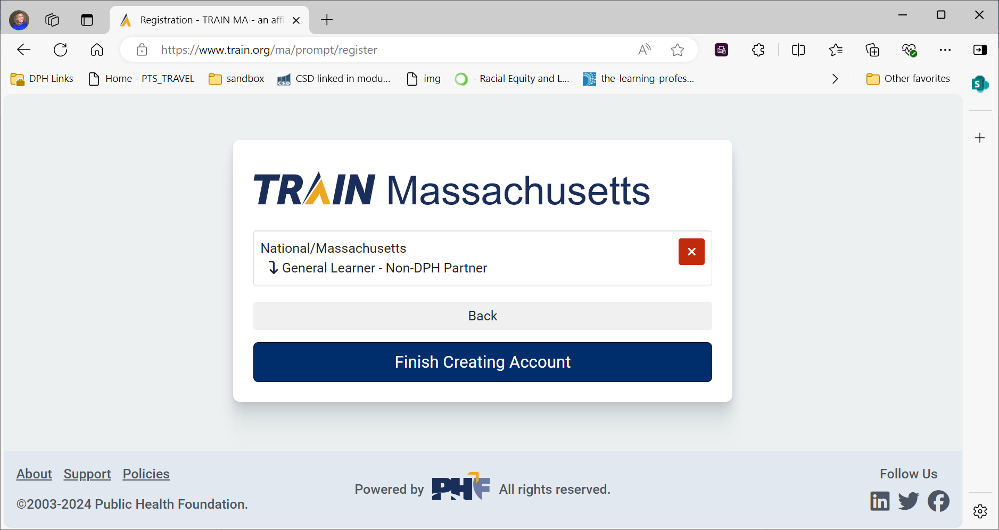 Registration - TRAIN MA - an affi
https://www.train.org/ma/prompt/register
DPH Links
Home - PTS_TRAVEL
sandbox
CSD linked in modu...
img
- Racial Equity and L...
the-learning-profes...
Other favorites
TRAIN Massachusetts
National/Massachusetts
General Learner - Non-DPH Partner
Back
Finish Creating Account
About Support Policies
©2003-2024 Public Health Foundation.
Powered by PHF All rights reserved.
Follow Us